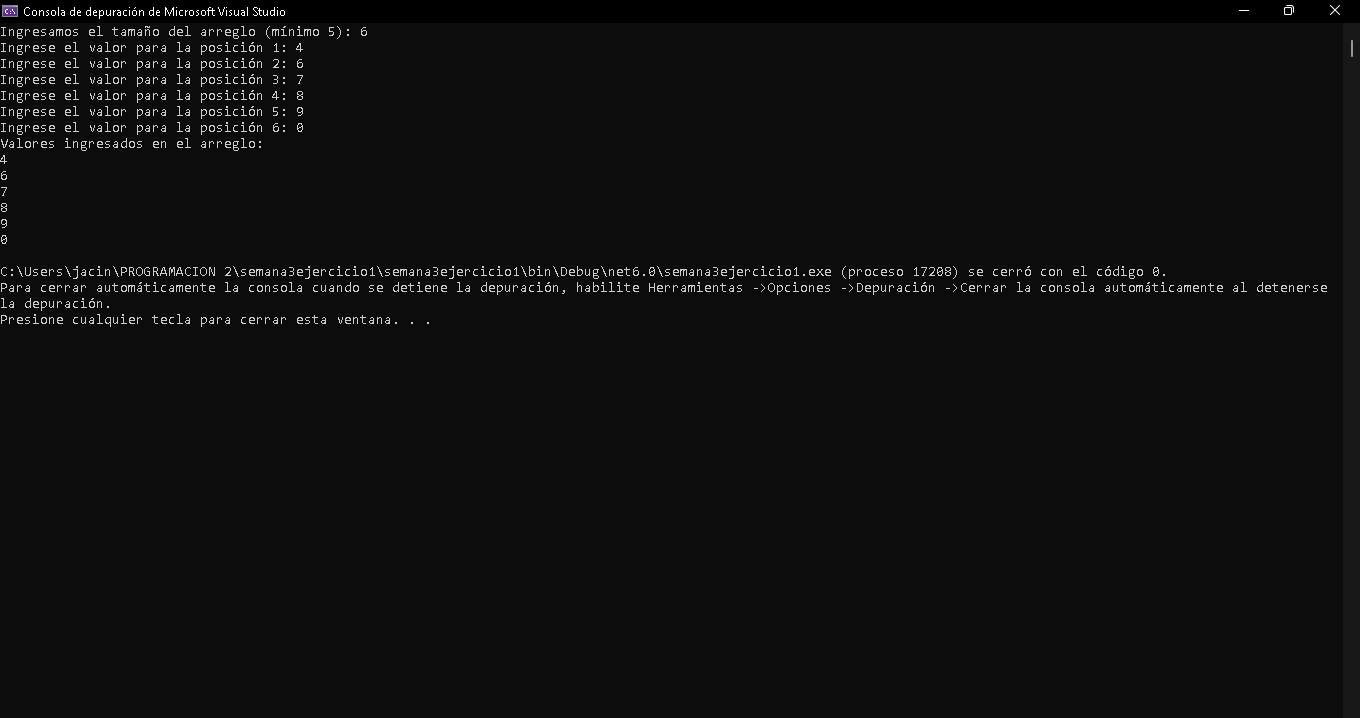 Consola de depuración de Microsoft Visual Studio
Ingresamos el tamaño del arreglo (mínimo 5): 6
Ingrese el valor para la posición 1: 4
Ingrese el valor para la posición 2: 6
Ingrese el valor para la posición 3: 7
Ingrese el valor para la posición 4: 8
Ingrese el valor para la posición 5: 9
Ingrese el valor para la posición 6: 0
Valores ingresados en el arreglo:
4
6
7
8
9
0
C:\Users\jacin\PROGRAMACION 2\semana3ejercicio1\semana3ejercicio1\bin\Debug\net6.0\semana3ejercicio1.exe (proceso 17208) se cerró con el código 0.
Para cerrar automáticamente la consola cuando se detiene la depuración, habilite Herramientas ->Opciones ->Depuración ->Cerrar la consola automáticamente al detenerse
la depuración.
Presione cualquier tecla para cerrar esta ventana. . .